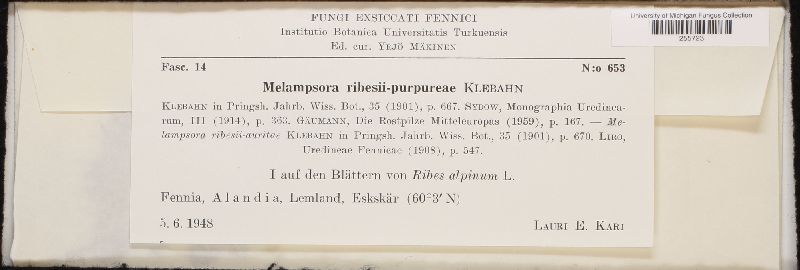 FUNGI EXSICCATI FENNICI
Institutio Botanica Universitatis Turkuensis
Ed. cur. YRJÖ MÄKINEN
University of Michigan Fungus Collection
255723
Fasc. 14 N:o 653
Melampsora ribesii-purpureae KLEBAHN
KLEBAHN in Pringsh. Jahrb. Wiss. Bot., 35 (1901), p. 667. SYDOW, Monographia Uredinea-
rum, III (1914), p. 363. GÄUMANN, Die Rostpilze Mitteleuropas (1959), p. 167. — Me-
lampsora ribesii-auritae KLEBAHN in Pringsh. Jahrb. Wiss. Bot., 35 (1901), p. 670. LIRO,
Uredineae Fennicae (1908), p. 547.
I auf den Blättern von Ribes alpinum L.
Fennia, Alandia, Lemland, Eskskär (60°3′ N)
5. 6. 1948 LAURI E. KARI